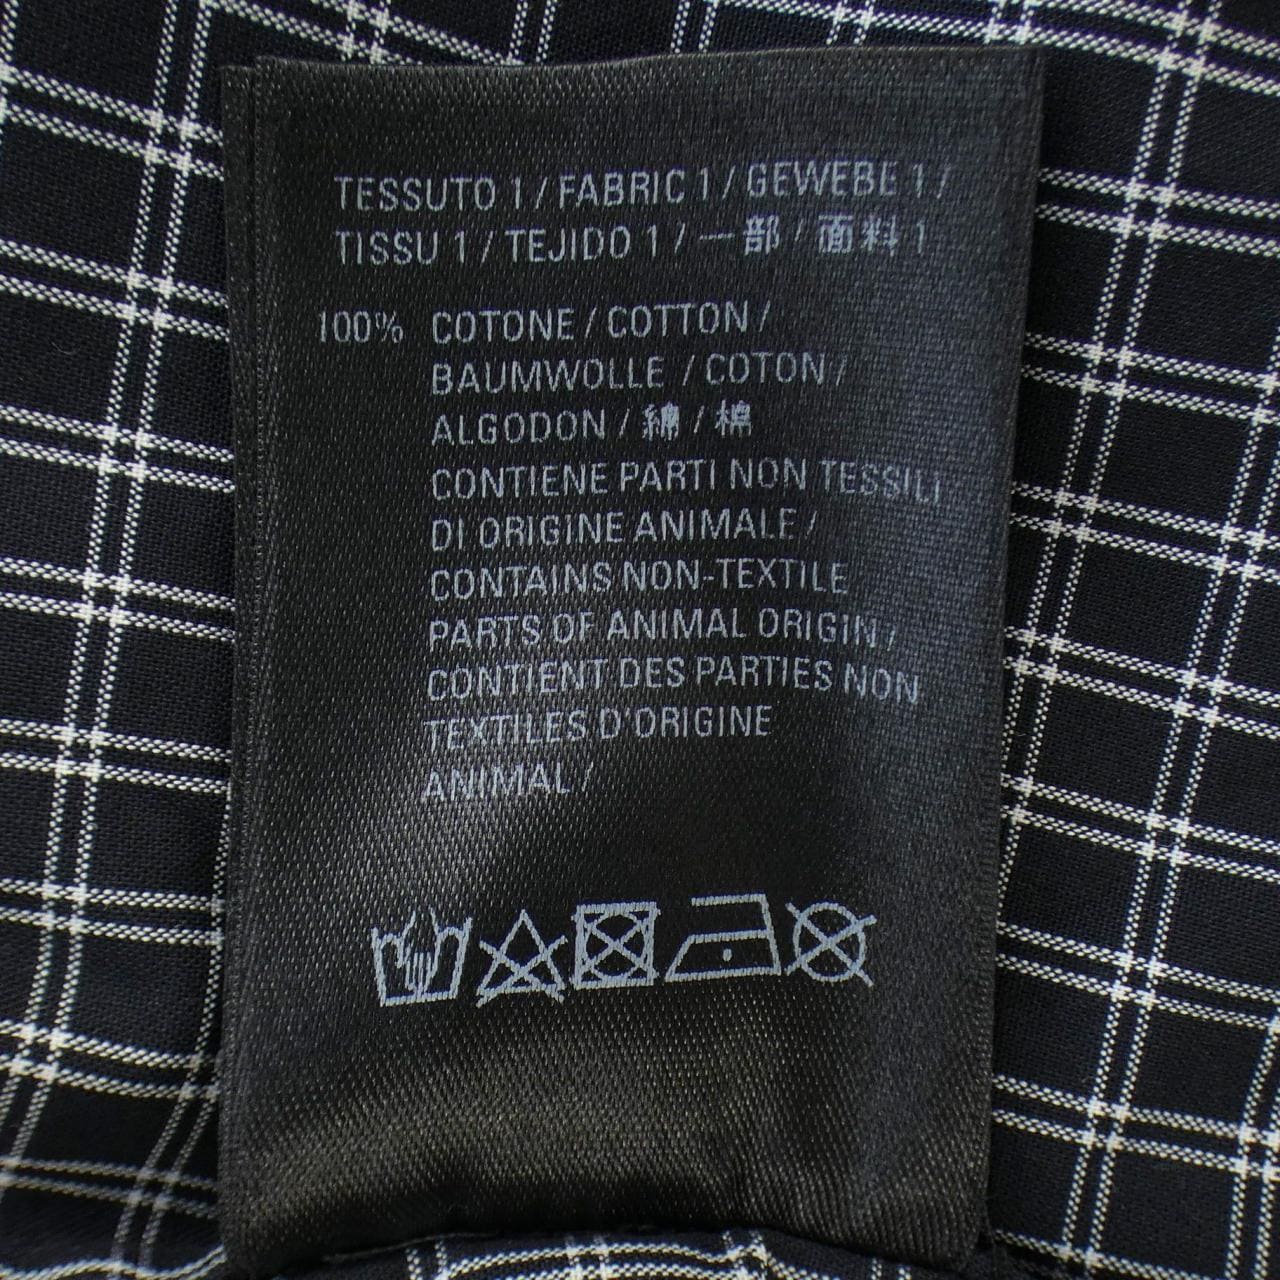 TESSUTO 1 / FABRIC 1 / GEWEBE 1 /
TISSU 1 / TEJIDO 1 / 一部 / 面料 1
100% COTONE / COTTON /
BAUMWOLLE / COTON /
ALGODON / 綿 / 棉
CONTIENE PARTI NON TESSILI
DI ORIGINE ANIMALE /
CONTAINS NON-TEXTILE
PARTS OF ANIMAL ORIGIN /
CONTIENT DES PARTIES NON
TEXTILES D'ORIGINE
ANIMAL /